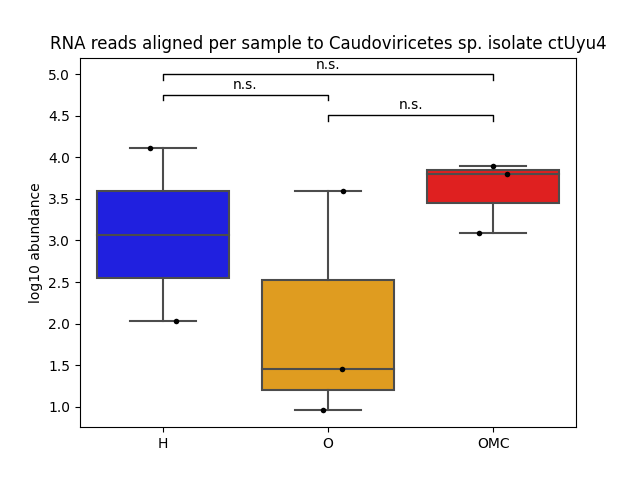 RNA reads aligned per sample to Caudoviricetes sp. isolate ctUyu4
n.s.
n.s.
n.s.
5.0
4.5
4.0
3.5
3.0
2.5
2.0
1.5
1.0
log10 abundance
H O OMC